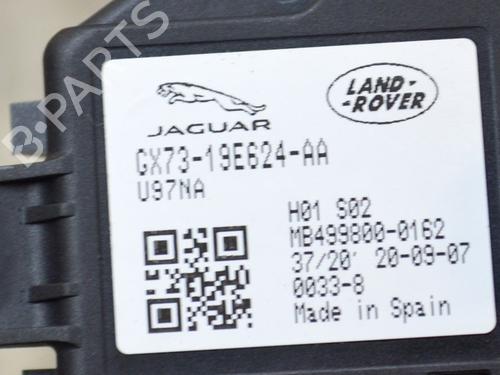 B-PARTS
JAGUAR
LAND-
-ROVER
GX73-19E624-AA
U97NA
H01 S02
MB499800-0162
37/20' 20-09-07
0033-8
Made in Spain